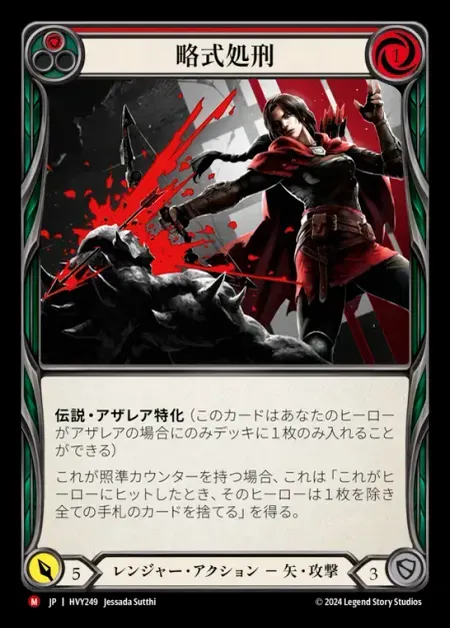 略式処刑
1
伝説・アザレア特化（このカードはあなたのヒーロー
がアザレアの場合にのみデッキに１枚のみ入れること
ができる）
これが照準カウンターを持つ場合、これは「これがヒ
ーローにヒットしたとき、そのヒーローは１枚を除き
全ての手札のカードを捨てる」を得る。
5
レンジャー・アクション － 矢・攻撃
3
M JP | HVY249 Jessada Sutthi
© 2024 Legend Story Studios